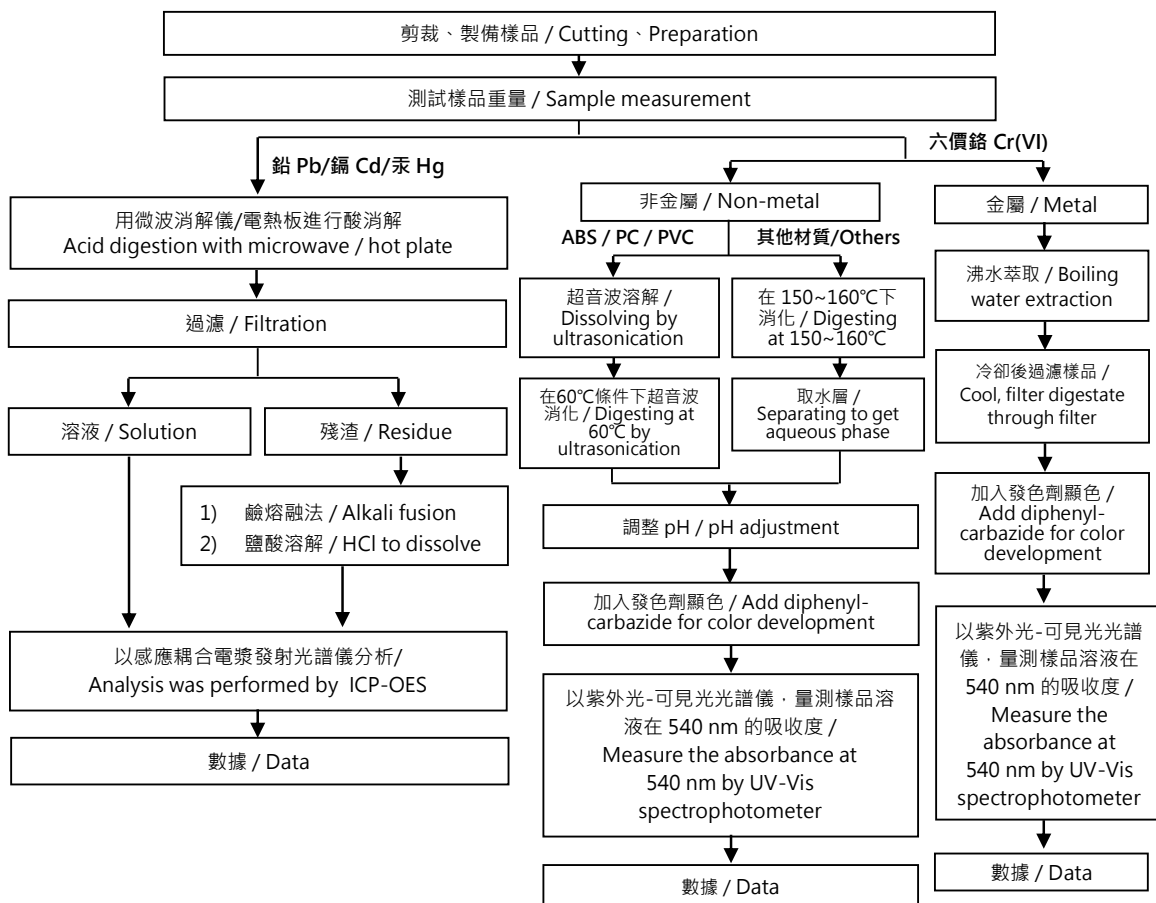 剪裁、製備樣品 / Cutting、Preparation
測試樣品重量 / Sample measurement
鉛 Pb/鎘 Cd/汞 Hg
六價鉻 Cr(VI)
用微波消解儀/電熱板進行酸消解
Acid digestion with microwave / hot plate
過濾 / Filtration
溶液 / Solution
殘渣 / Residue
1) 鹼熔融法 / Alkali fusion
2) 鹽酸溶解 / HCl to dissolve
以感應耦合電漿發射光譜儀分析/
Analysis was performed by ICP-OES
數據 / Data
非金屬 / Non-metal
ABS / PC / PVC
其他材質/Others
超音波溶解 /
Dissolving by
ultrasonication
在60℃條件下超音波
消化 / Digesting at
60℃ by
ultrasonication
在 150~160℃下
消化 / Digesting
at 150~160℃
取水層 /
Separating to get
aqueous phase
調整 pH / pH adjustment
加入發色劑顯色 / Add diphenyl-
carbazide for color development
以紫外光-可見光光譜儀，量測樣品溶
液在 540 nm 的吸收度 /
Measure the absorbance at
540 nm by UV-Vis
spectrophotometer
數據 / Data
金屬 / Metal
沸水萃取 / Boiling
water extraction
冷卻後過濾樣品 /
Cool, filter digestate
through filter
加入發色劑顯色 /
Add diphenyl-
carbazide for color
development
以紫外光-可見光光譜
儀，量測樣品溶液在
540 nm 的吸收度 /
Measure the
absorbance at
540 nm by UV-Vis
spectrophotometer
數據 / Data